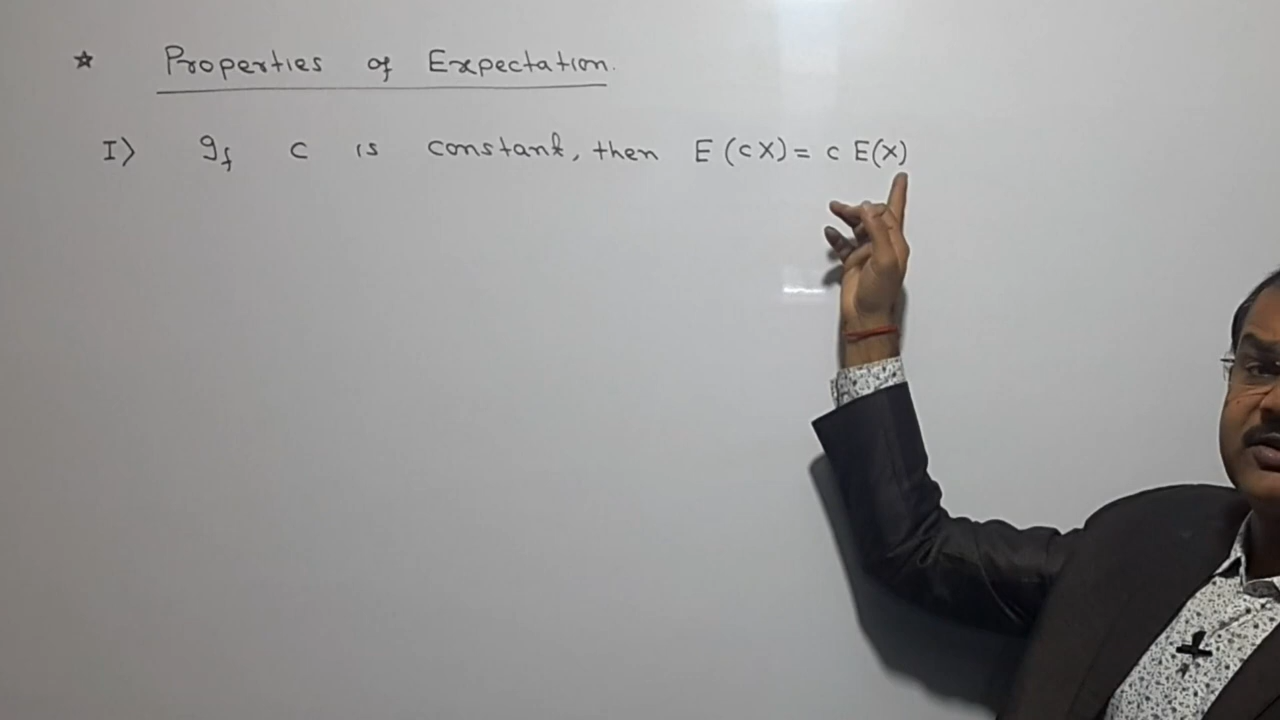 ☆ Properties of Expectation.
I) If c is constant, then E (cX) = c E(X)